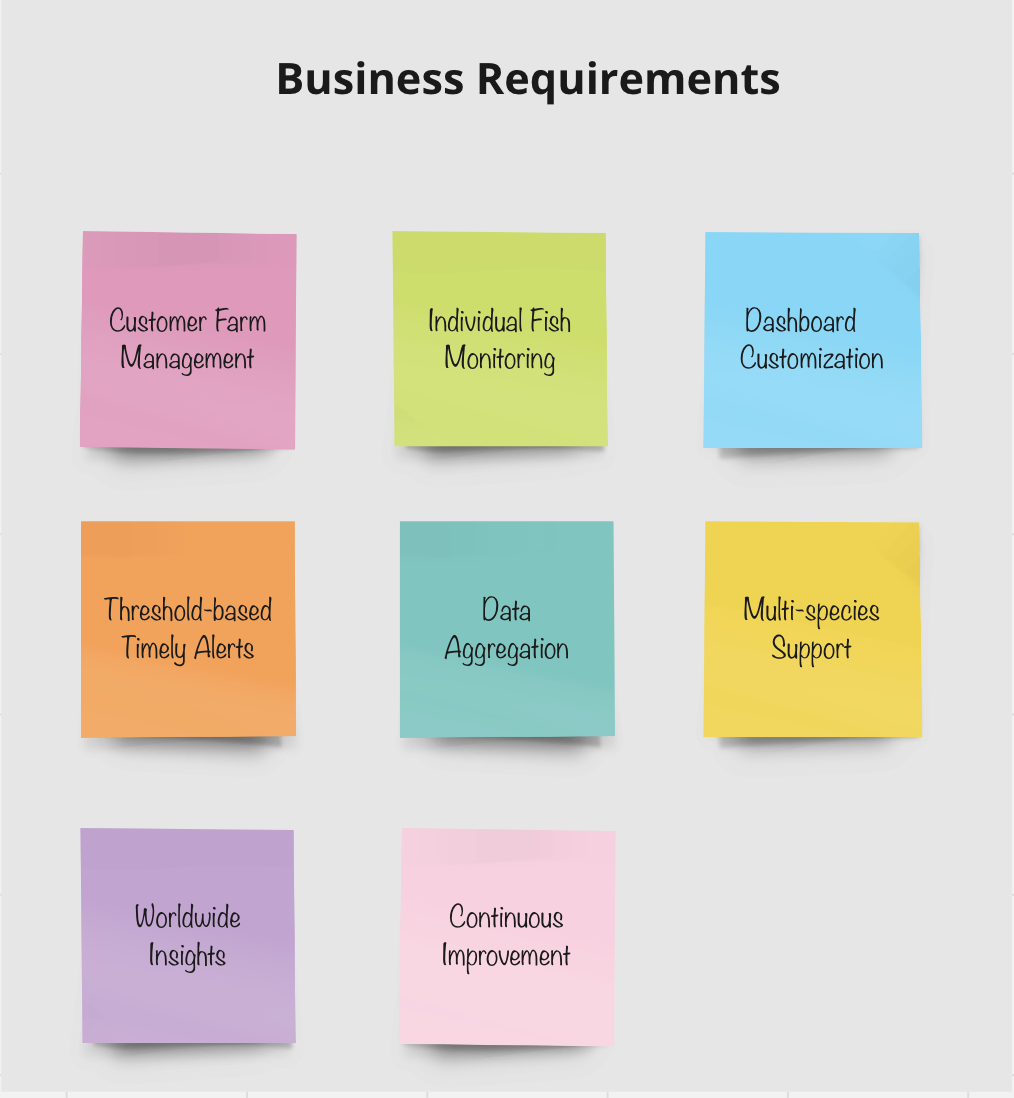 Business Requirements
Customer Farm
Management
Individual Fish
Monitoring
Dashboard
Customization
Threshold-based
Timely Alerts
Data
Aggregation
Multi-species
Support
Worldwide
Insights
Continuous
Improvement